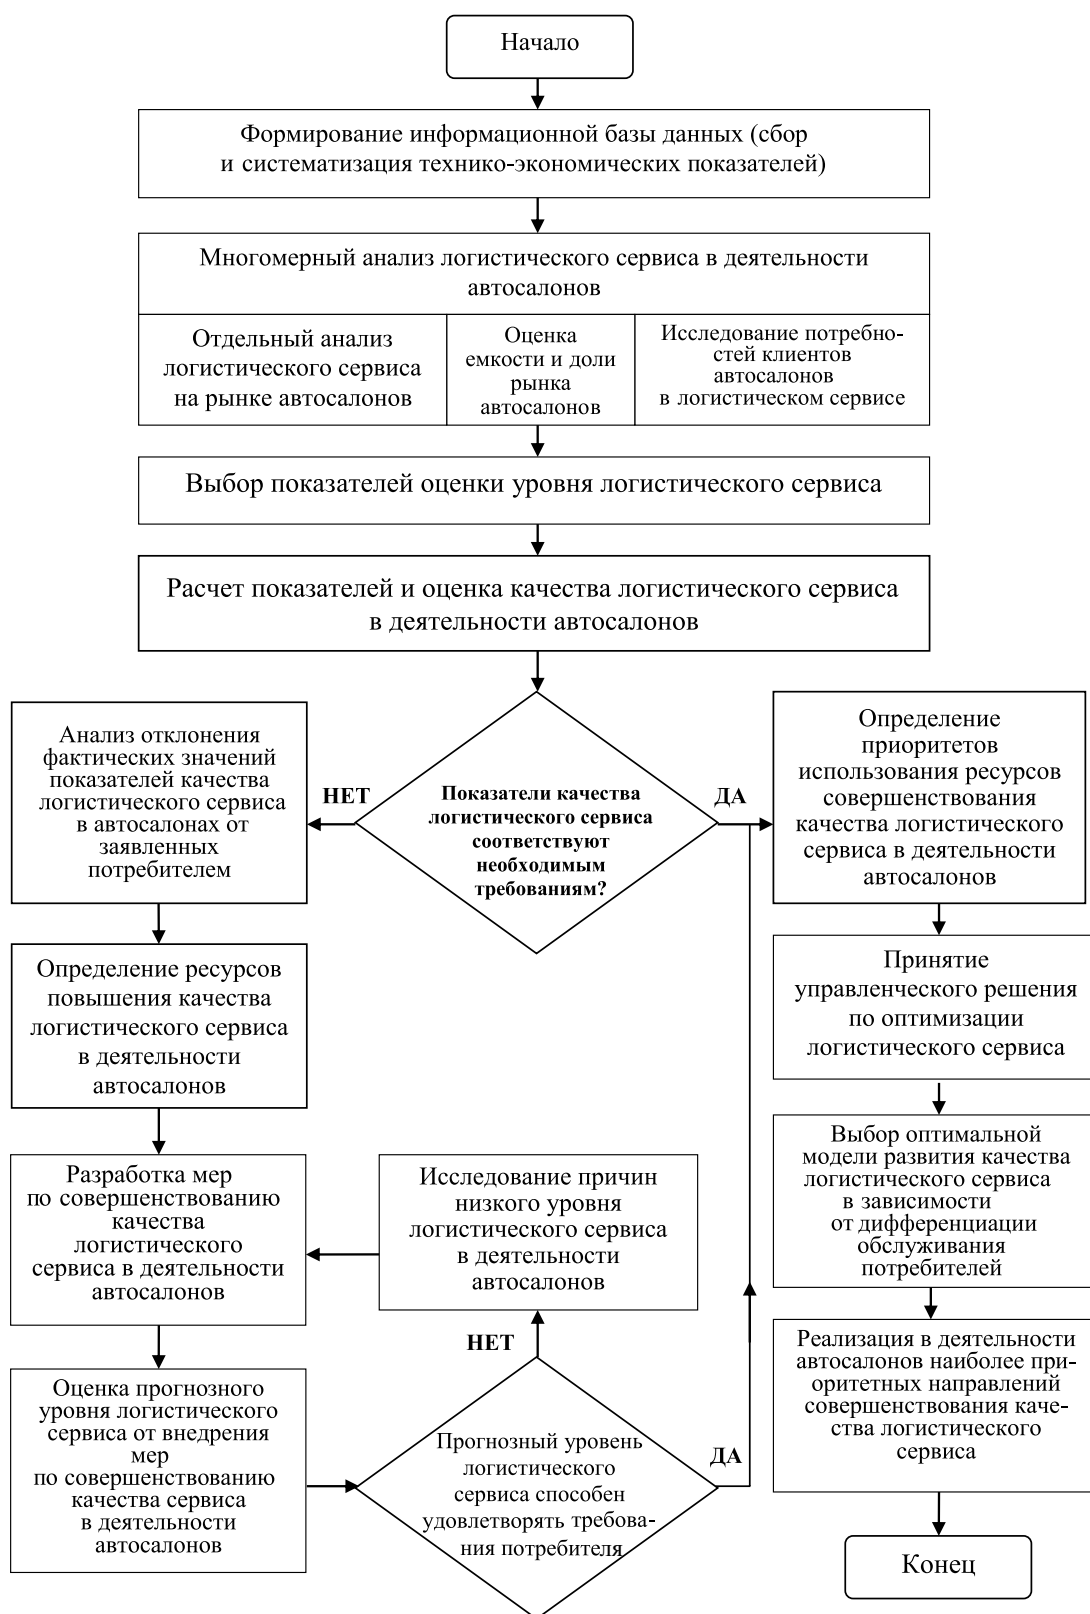 Начало
Формирование информационной базы данных (сбор
и систематизация технико-экономических показателей)
Многомерный анализ логистического сервиса в деятельности
автосалонов
Отдельный анализ
логистического сервиса
на рынке автосалонов
Оценка
емкости и доли
рынка
автосалонов
Исследование потребно-
стей клиентов
автосалонов
в логистическом сервисе
Выбор показателей оценки уровня логистического сервиса
Расчет показателей и оценка качества логистического сервиса
в деятельности автосалонов
Показатели качества
логистического сервиса
соответствуют
необходимым
требованиям?
НЕТ
ДА
Анализ отклонения
фактических значений
показателей качества
логистического сервиса
в автосалонах от
заявленных
потребителем
Определение ресурсов
повышения качества
логистического сервиса
в деятельности
автосалонов
Разработка мер
по совершенствованию
качества
логистического
сервиса в деятельности
автосалонов
Оценка прогнозного
уровня логистического
сервиса от внедрения
мер
по совершенствованию
качества сервиса
в деятельности
автосалонов
Исследование причин
низкого уровня
логистического сервиса
в деятельности
автосалонов
НЕТ
Прогнозный уровень
логистического
сервиса способен
удовлетворять требова-
ния потребителя
ДА
Определение
приоритетов
использования ресурсов
совершенствования
качества логистического
сервиса в деятельности
автосалонов
Принятие
управленческого решения
по оптимизации
логистического сервиса
Выбор оптимальной
модели развития качества
логистического сервиса
в зависимости
от дифференциации
обслуживания
потребителей
Реализация в деятельности
автосалонов наиболее при-
оритетных направлений
совершенствования каче-
ства логистического
сервиса
Конец